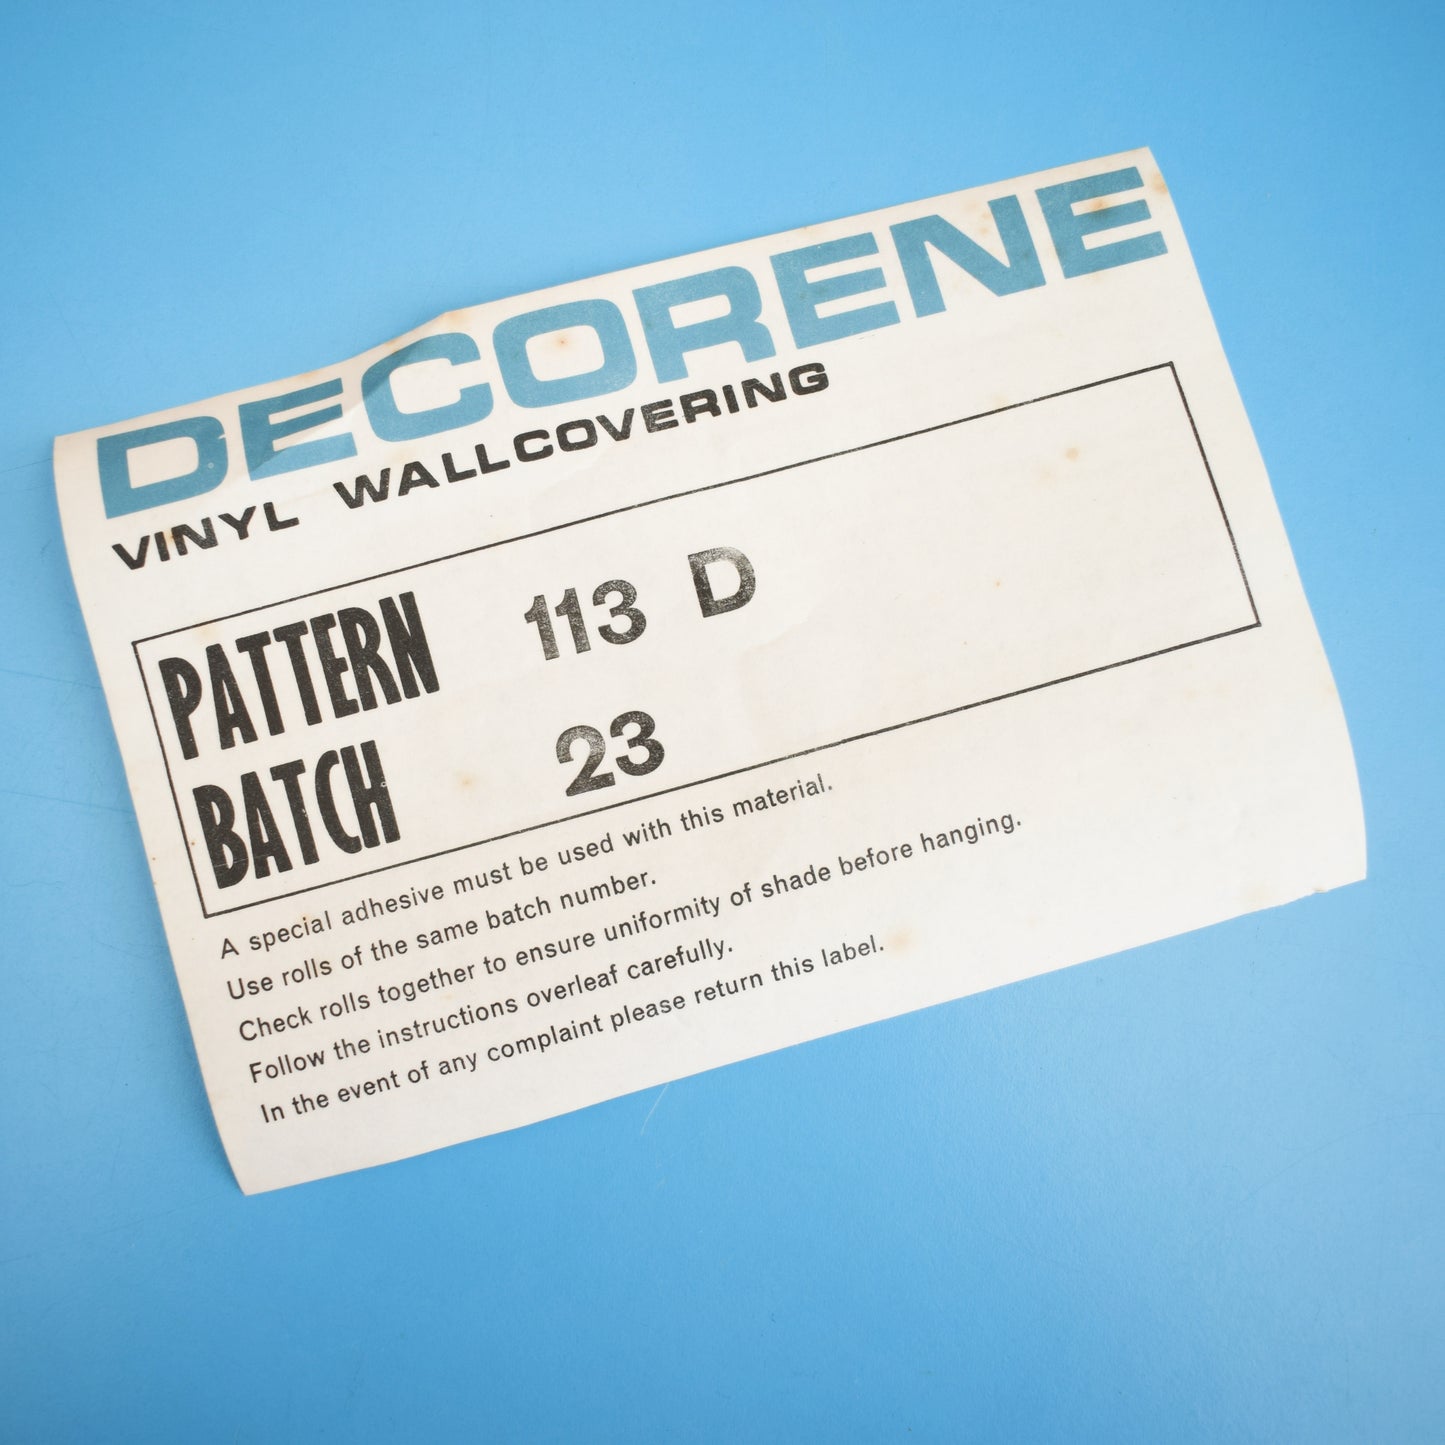 DECORENE
VINYL WALLCOVERING
PATTERN 113 D
BATCH 23
A special adhesive must be used with this material.
Use rolls of the same batch number.
Check rolls together to ensure uniformity of shade before hanging.
Follow the instructions overleaf carefully.
In the event of any complaint please return this label.